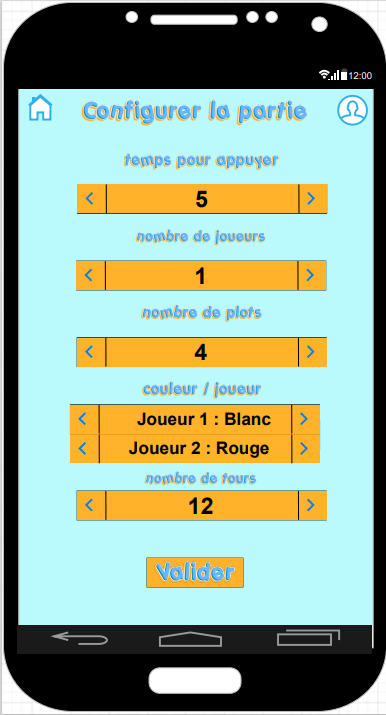 12:00
Configurer la partie
temps pour appuyer
5
nombre de joueurs
1
nombre de plots
4
couleur / joueur
Joueur 1 : Blanc
Joueur 2 : Rouge
nombre de tours
12
Valider